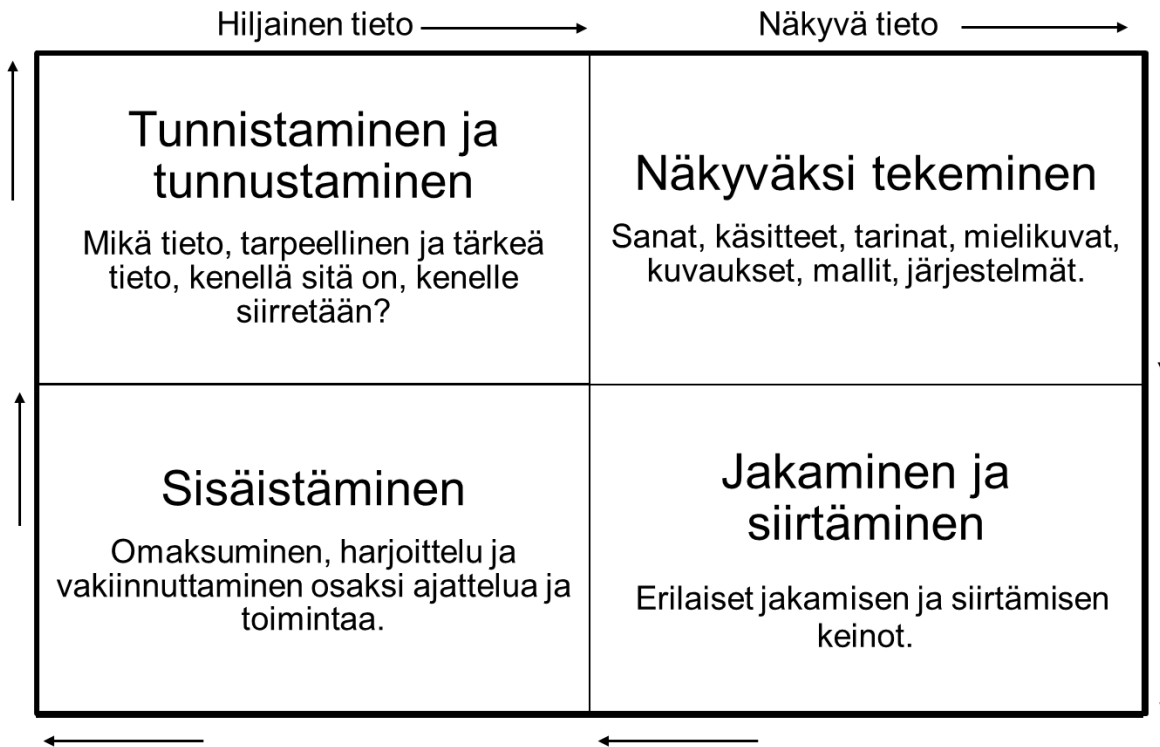 Hiljainen tieto
Näkyvä tieto
Tunnistaminen ja
tunnustaminen
Mikä tieto, tarpeellinen ja tärkeä
tieto, kenellä sitä on, kenelle
siirretään?
Näkyväksi tekeminen
Sanat, käsitteet, tarinat, mielikuvat,
kuvaukset, mallit, järjestelmät.
Sisäistäminen
Omaksuminen, harjoittelu ja
vakiinnuttaminen osaksi ajattelua ja
toimintaa.
Jakaminen ja
siirtäminen
Erilaiset jakamisen ja siirtämisen
keinot.